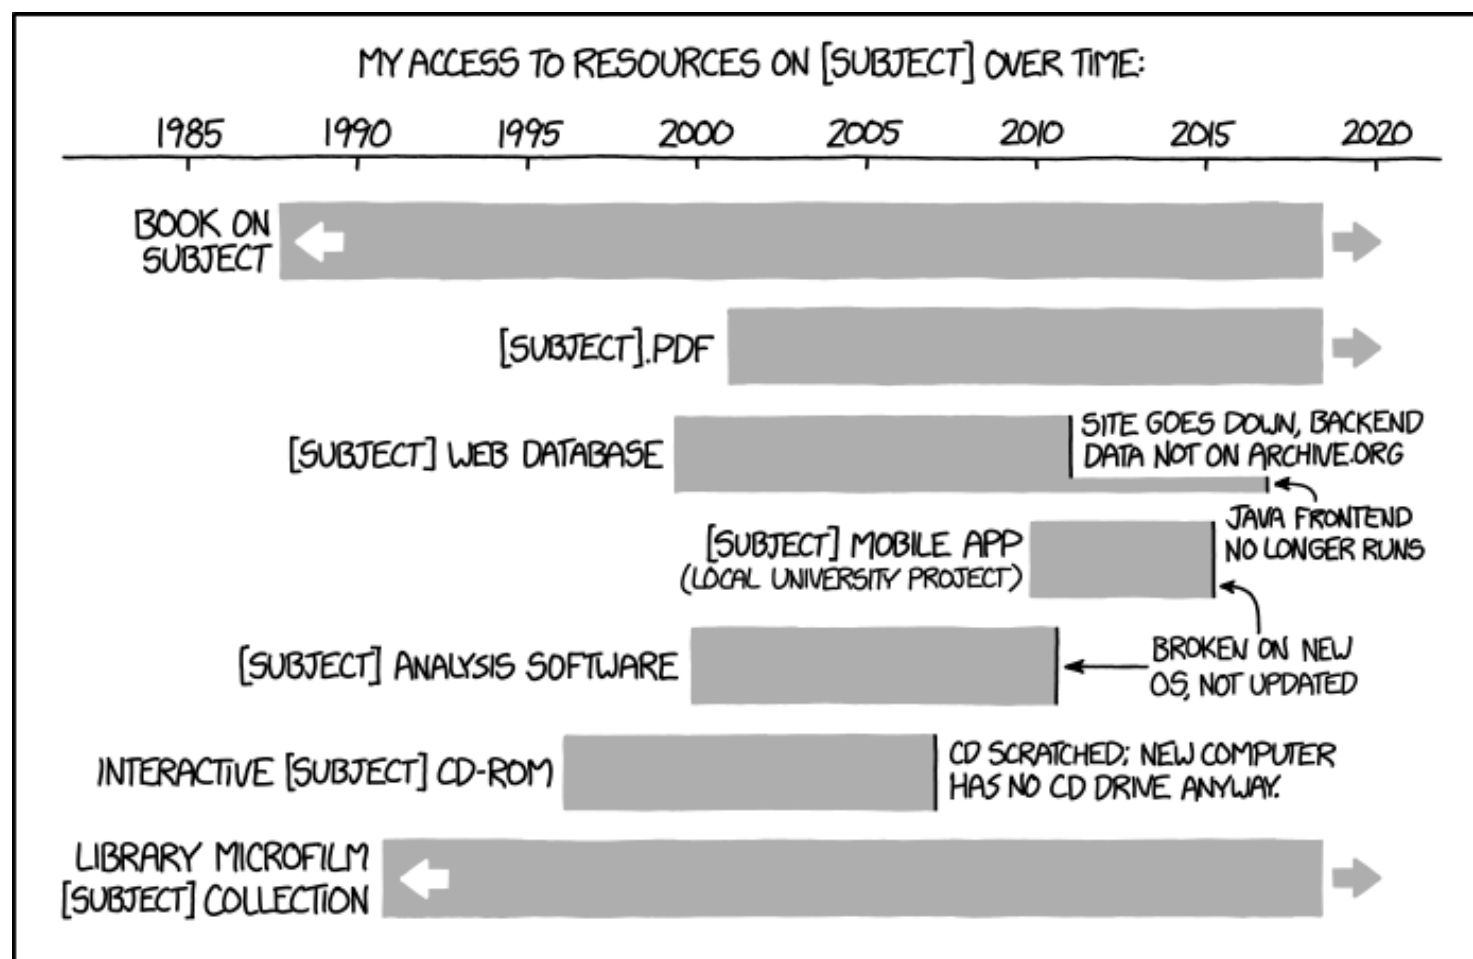 MY ACCESS TO RESOURCES ON [SUBJECT] OVER TIME:
1985 1990 1995 2000 2005 2010 2015 2020
BOOK ON
SUBJECT
[SUBJECT].PDF
[SUBJECT] WEB DATABASE
SITE GOES DOWN, BACKEND
DATA NOT ON ARCHIVE.ORG
JAVA FRONTEND
NO LONGER RUNS
[SUBJECT] MOBILE APP
(LOCAL UNIVERSITY PROJECT)
[SUBJECT] ANALYSIS SOFTWARE
BROKEN ON NEW
OS, NOT UPDATED
INTERACTIVE [SUBJECT] CD-ROM
CD SCRATCHED; NEW COMPUTER
HAS NO CD DRIVE ANYWAY.
LIBRARY MICROFILM
[SUBJECT] COLLECTION